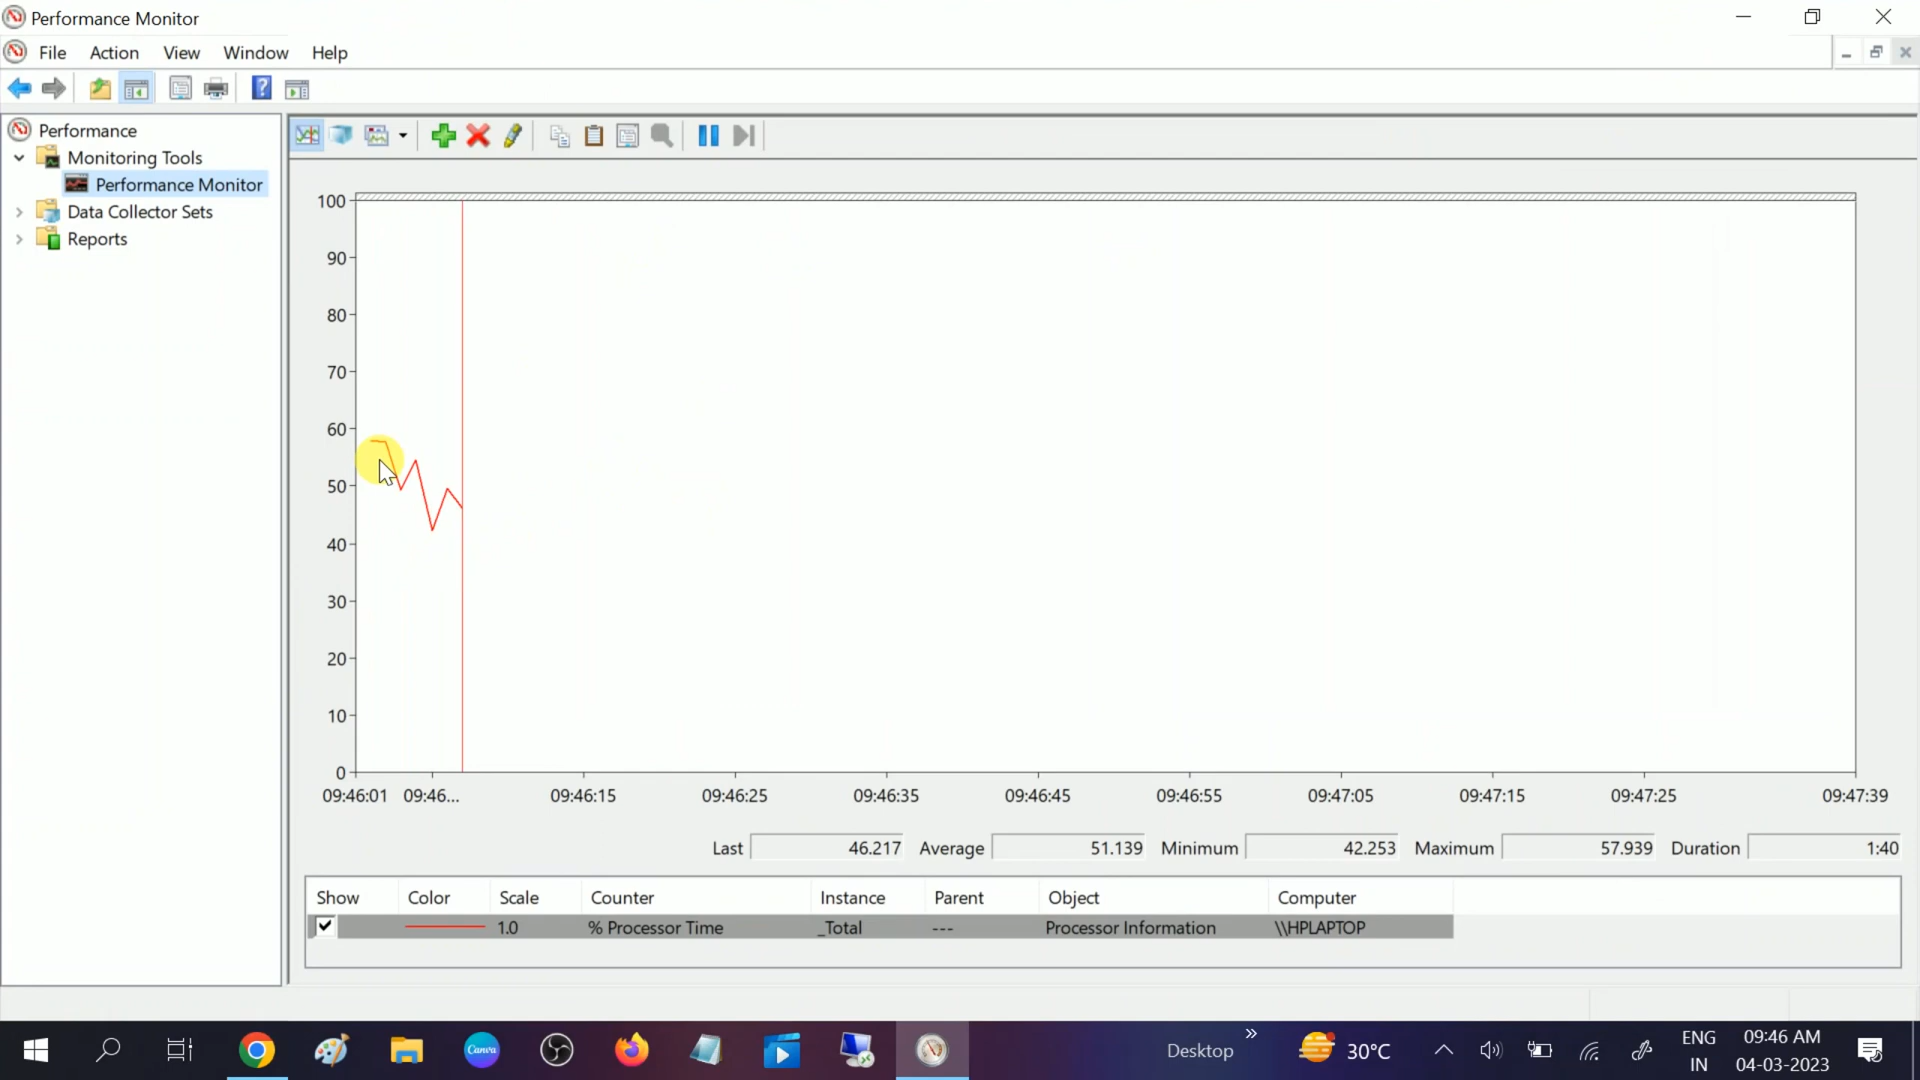 Performance Monitor
File Action View Window Help
Performance
Monitoring Tools
Performance Monitor
Data Collector Sets
Reports
100
90
80
70
60
50
40
30
20
10
0
09:46:01 09:46... 09:46:15 09:46:25 09:46:35 09:46:45 09:46:55 09:47:05 09:47:15 09:47:25 09:47:39
Last 46.217 Average 51.139 Minimum 42.253 Maximum 57.939 Duration 1:40
Show Color Scale Counter Instance Parent Object Computer
1.0 % Processor Time _Total --- Processor Information \\HPLAPTOP
Canva Desktop 30°C ENG 09:46 AM
IN 04-03-2023